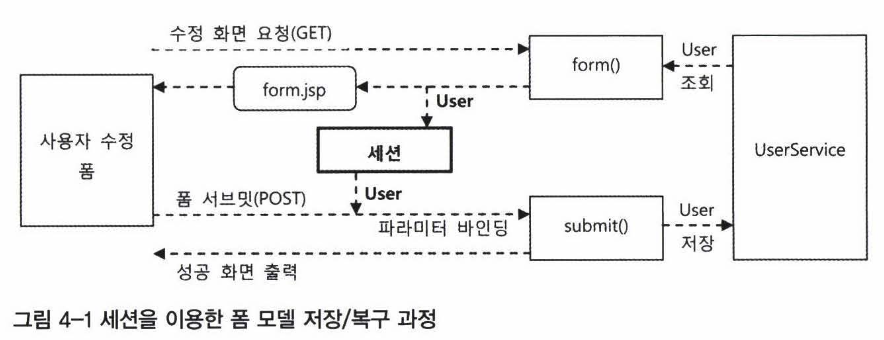 수정 화면 요청(GET)
form()
User
조회
form.jsp
User
사용자 수정
폼
세션
UserService
User
폼 서브밋(POST)
파라미터 바인딩
submit()
User
저장
성공 화면 출력
그림 4-1 세션을 이용한 폼 모델 저장/복구 과정